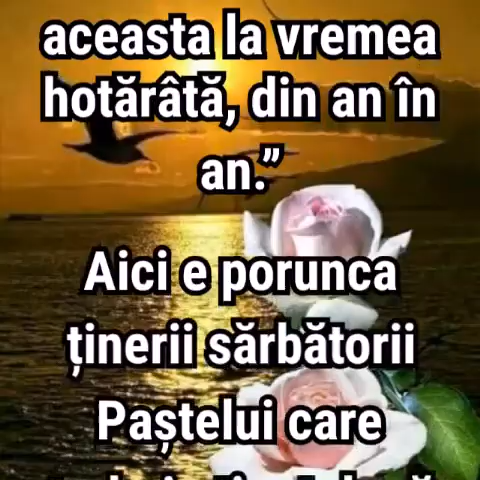 aceasta la vremea
hotărâtă, din an în
an.”
Aici e porunca
ținerii sărbătorii
Paștelui care